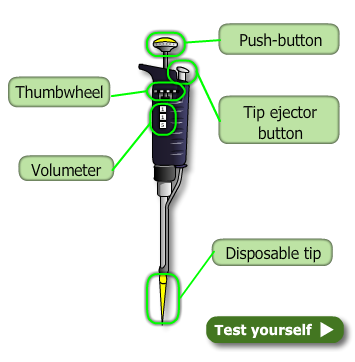 Push-button
Thumbwheel
Tip ejector
button
Volumeter
Disposable tip
Test yourself